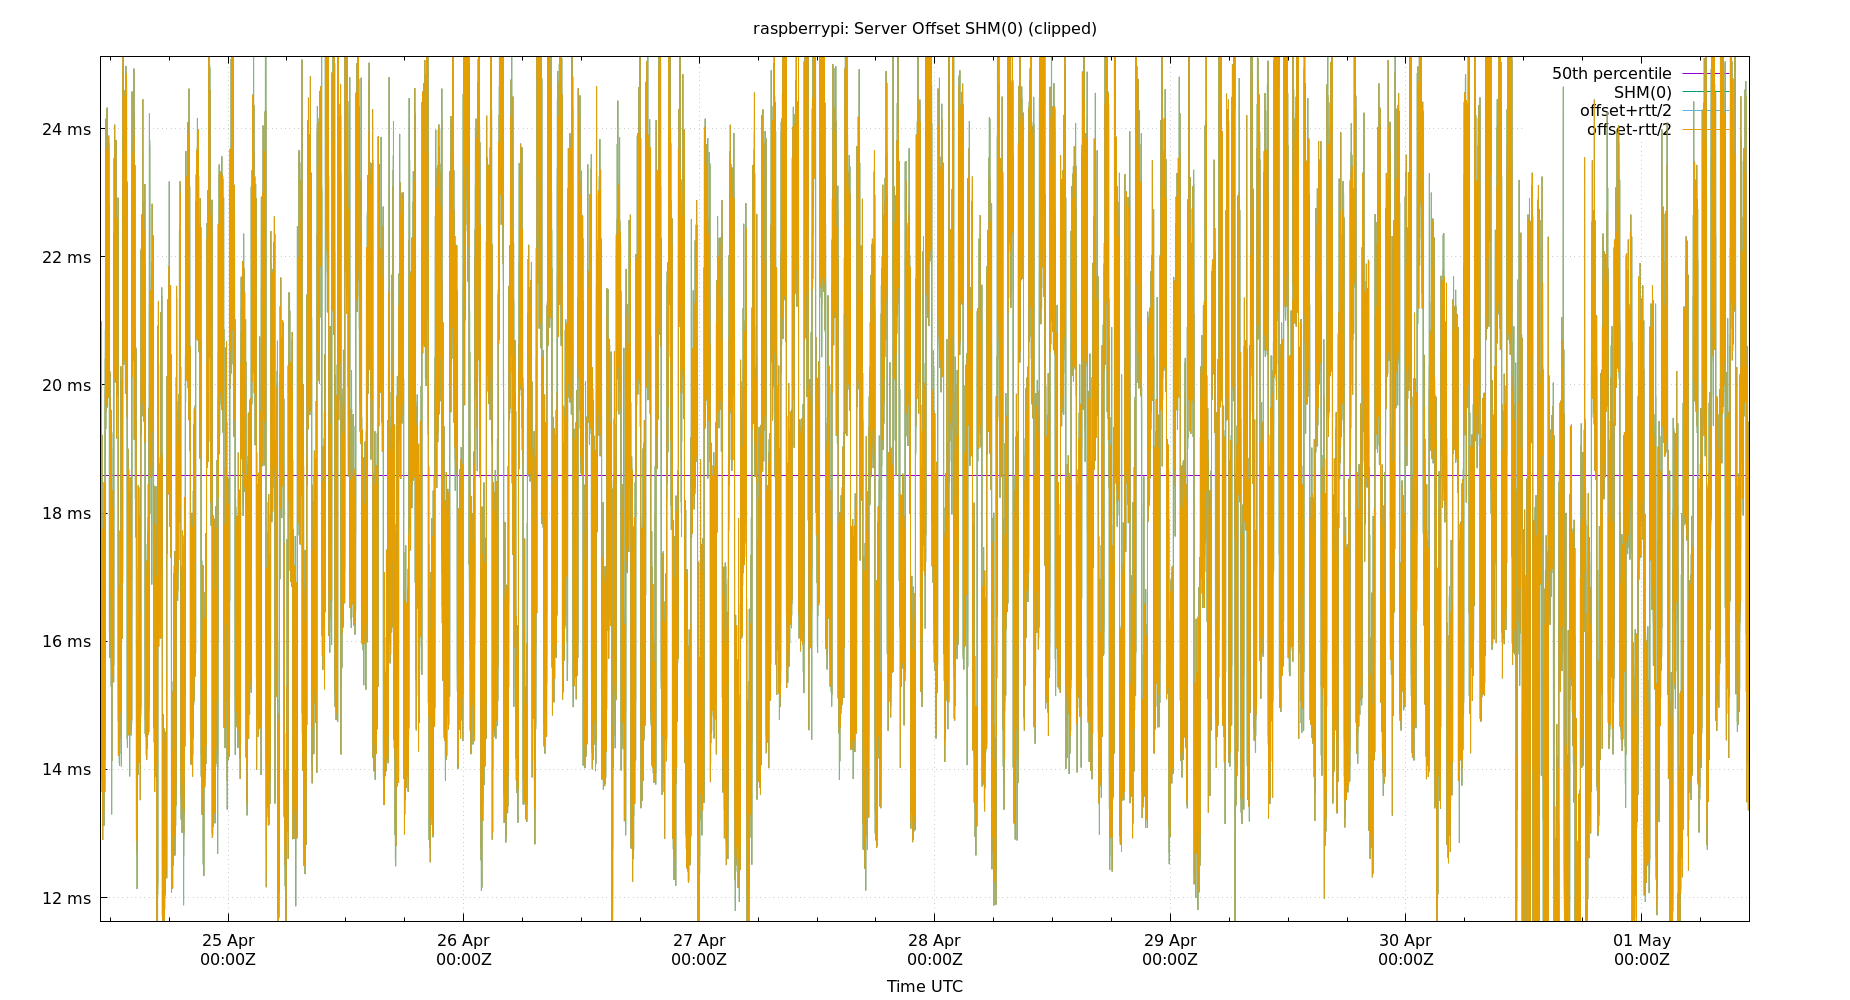 raspberrypi: Server Offset SHM(0) (clipped)
50th percentile
SHM(0)
offset+rtt/2
offset-rtt/2
24 ms
22 ms
20 ms
18 ms
16 ms
14 ms
12 ms
25 Apr 26 Apr 27 Apr 28 Apr 29 Apr 30 Apr 01 May
00:00Z 00:00Z 00:00Z 00:00Z 00:00Z 00:00Z 00:00Z
Time UTC